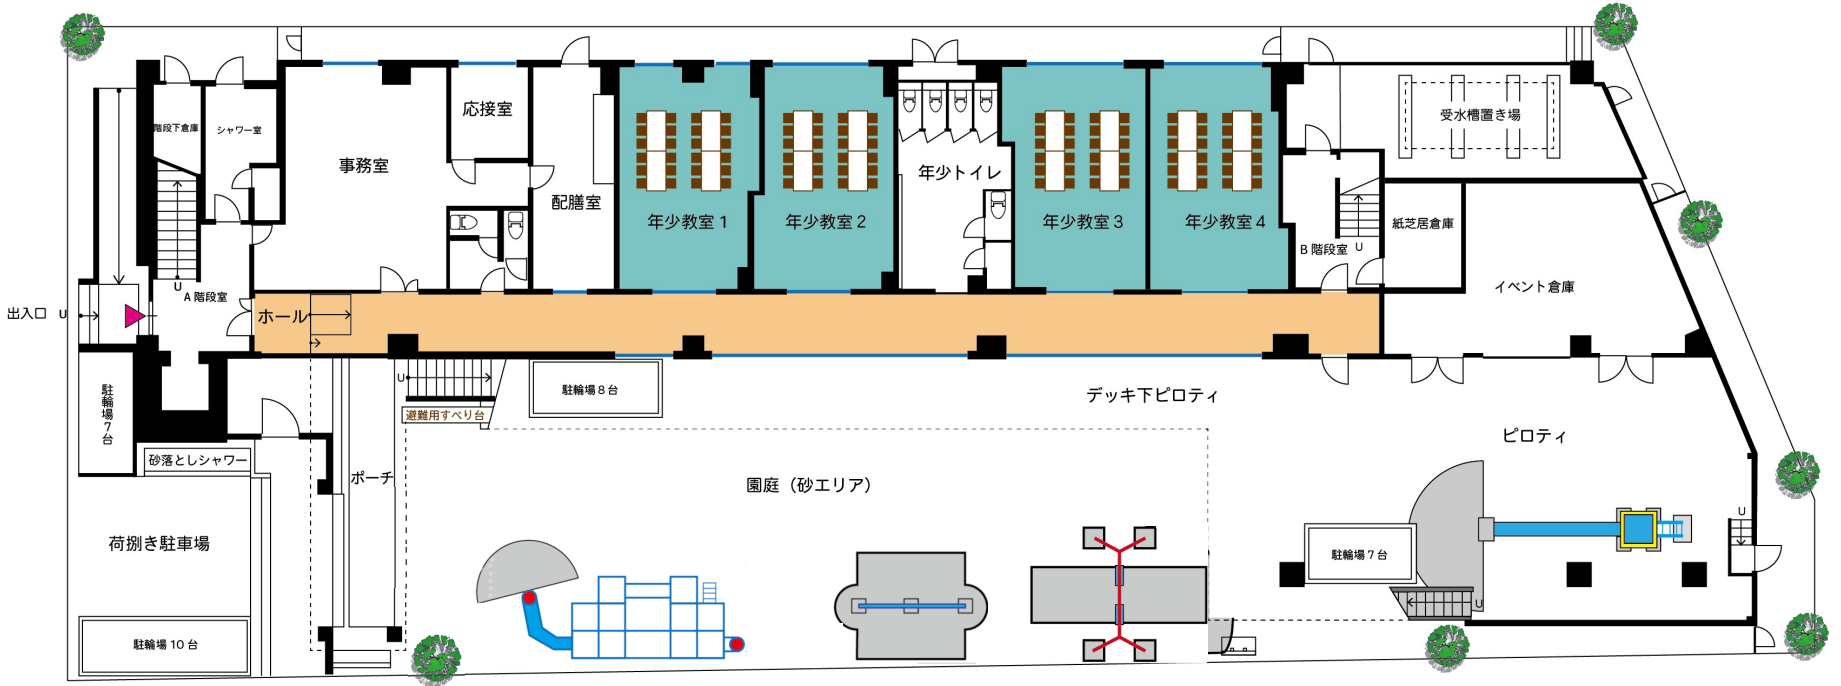 階段下倉庫
シャワー室
事務室
応接室
配膳室
年少教室1
年少教室2
年少トイレ
年少教室3
年少教室4
受水槽置き場
紙芝居倉庫
B階段室
U
イベント倉庫
U
A階段室
出入口 U
ホール
駐輪場7台
U
避難用すべり台
駐輪場8台
デッキ下ピロティ
ピロティ
砂落としシャワー
ポーチ
園庭（砂エリア）
荷捌き駐車場
駐輪場7台
U
U
駐輪場10台